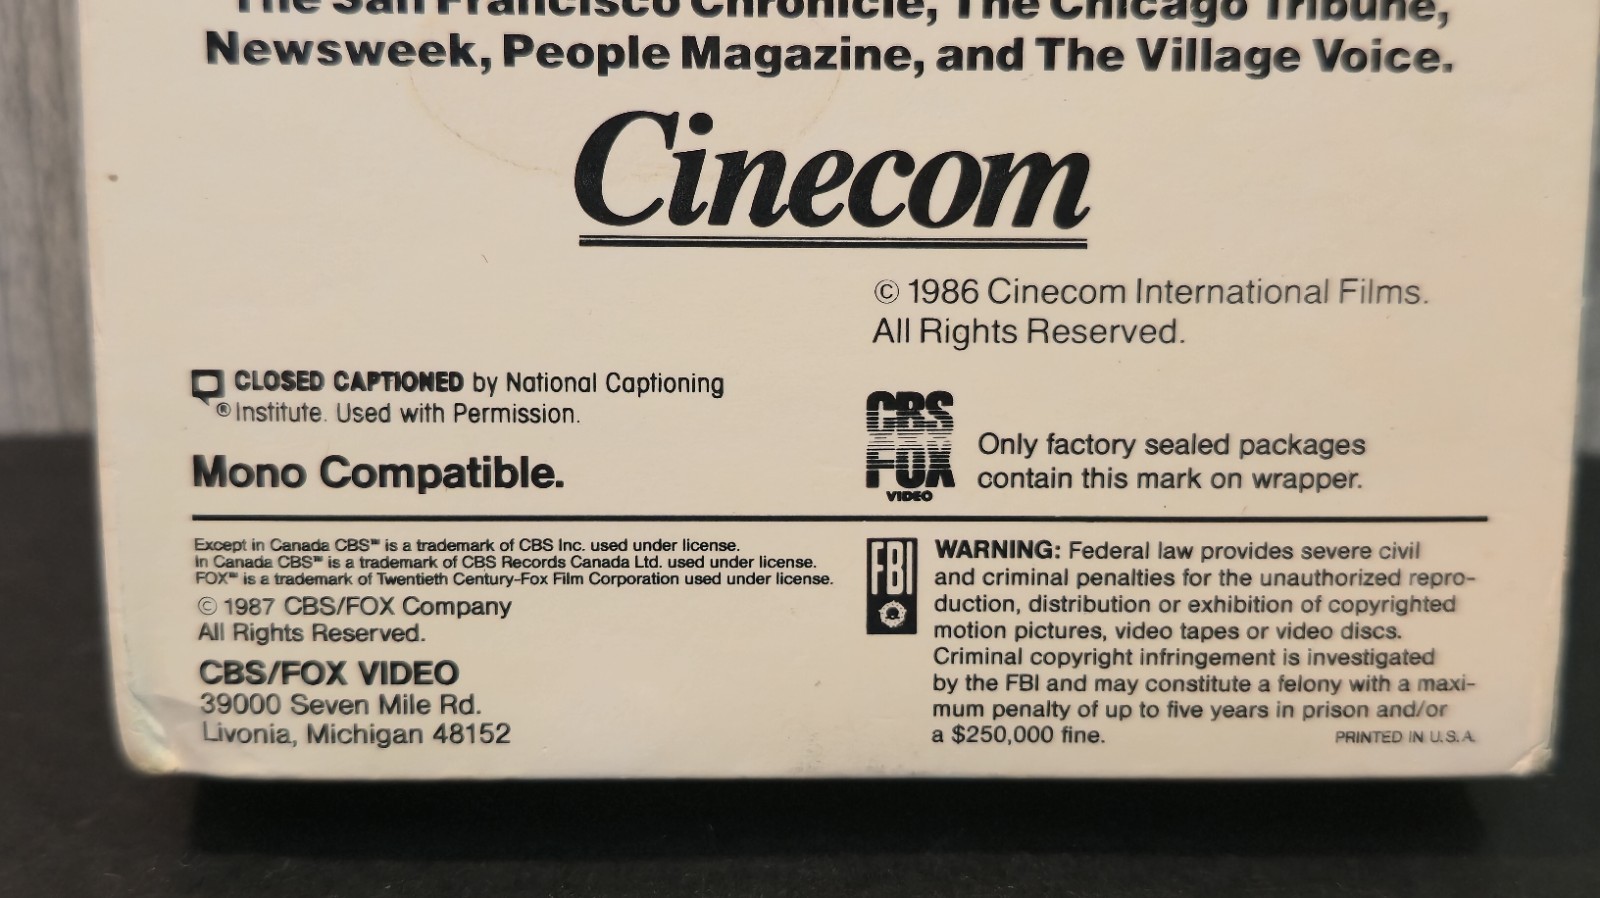 The San Francisco Chronicle, The Chicago Tribune,
Newsweek, People Magazine, and The Village Voice.
Cinecom
© 1986 Cinecom International Films.
All Rights Reserved.
CLOSED CAPTIONED by National Captioning
® Institute. Used with Permission.
Mono Compatible.
CBS
FOX
VIDEO
Only factory sealed packages
contain this mark on wrapper.
Except in Canada CBS™ is a trademark of CBS Inc. used under license.
In Canada CBS™ is a trademark of CBS Records Canada Ltd. used under license.
FOX™ is a trademark of Twentieth Century-Fox Film Corporation used under license.
© 1987 CBS/FOX Company
All Rights Reserved.
CBS/FOX VIDEO
39000 Seven Mile Rd.
Livonia, Michigan 48152
FBI
WARNING: Federal law provides severe civil
and criminal penalties for the unauthorized repro-
duction, distribution or exhibition of copyrighted
motion pictures, video tapes or video discs.
Criminal copyright infringement is investigated
by the FBI and may constitute a felony with a maxi-
mum penalty of up to five years in prison and/or
a $250,000 fine.
PRINTED IN U.S.A.